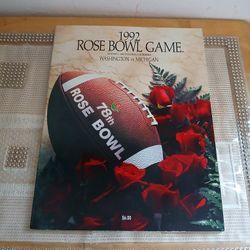 1992
ROSE BOWL GAME
WASHINGTON vs MICHIGAN
78th
ROSE BOWL
$6.00